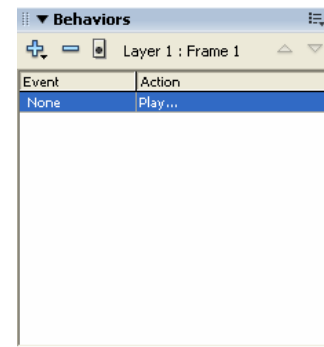 Behaviors
Layer 1 : Frame 1
Event Action
None Play...